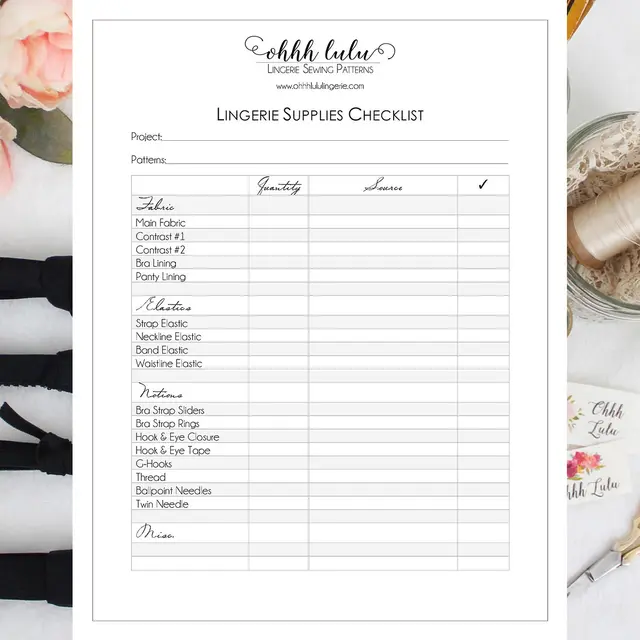 ohhh lulu
LINGERIE SEWING PATTERNS
www.ohhhlululingerie.com
LINGERIE SUPPLIES CHECKLIST
Project:
Patterns:
Quantity Source ✓
Fabric
Main Fabric
Contrast #1
Contrast #2
Bra Lining
Panty Lining
Elastics
Strap Elastic
Neckline Elastic
Band Elastic
Waistline Elastic
Notions
Bra Strap Sliders
Bra Strap Rings
Hook & Eye Closure
Hook & Eye Tape
G-Hooks
Thread
Ballpoint Needles
Twin Needle
Misc.
Ohhh
Lulu
hhh Lulu